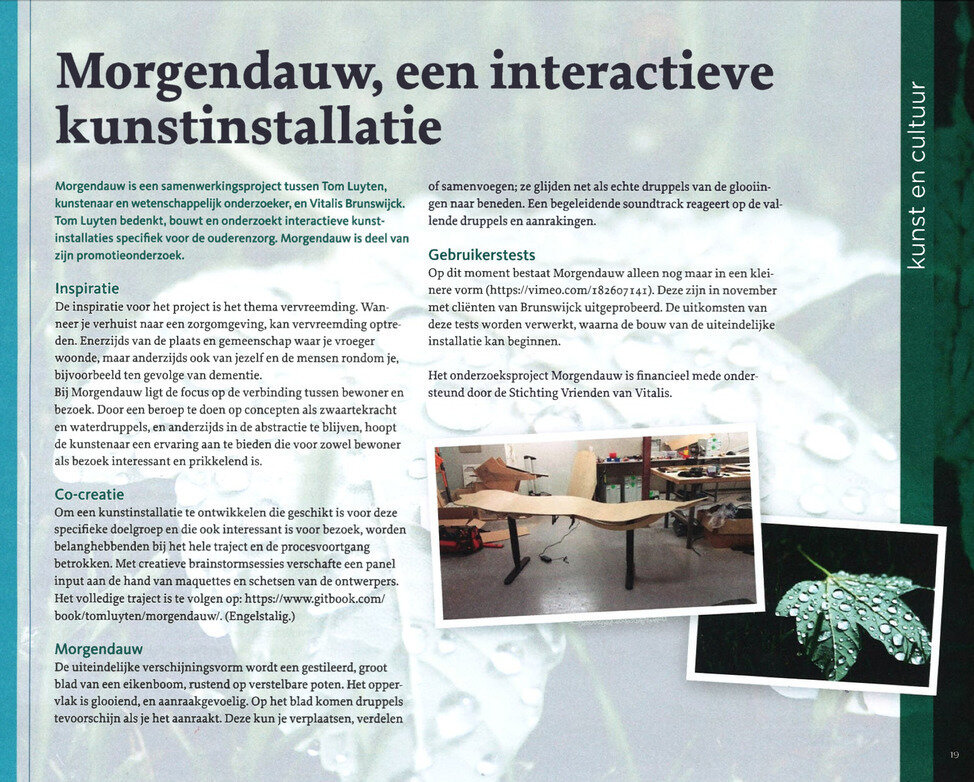 Morgendauw, een interactieve
kunstinstallatie
Morgendauw is een samenwerkingsproject tussen Tom Luyten,
kunstenaar en wetenschappelijk onderzoeker, en Vitalis Brunswijck.
Tom Luyten bedenkt, bouwt en onderzoekt interactieve kunst-
installaties specifiek voor de ouderenzorg. Morgendauw is deel van
zijn promotieonderzoek.
Inspiratie
De inspiratie voor het project is het thema vervreemding. Wan-
neer je verhuist naar een zorgomgeving, kan vervreemding optre-
den. Enerzijds van de plaats en gemeenschap waar je vroeger
woonde, maar anderzijds ook van jezelf en de mensen rondom je,
bijvoorbeeld ten gevolge van dementie.
Bij Morgendauw ligt de focus op de verbinding tussen bewoner en
bezoek. Door een beroep te doen op concepten als zwaartekracht
en waterdruppels, en anderzijds in de abstractie te blijven, hoopt
de kunstenaar een ervaring aan te bieden die voor zowel bewoner
als bezoek interessant en prikkelend is.
Co-creatie
Om een kunstinstallatie te ontwikkelen die geschikt is voor deze
specifieke doelgroep en die ook interessant is voor bezoek, worden
belanghebbenden bij het hele traject en de procesvoortgang
betrokken. Met creatieve brainstormsessies verschafte een panel
input aan de hand van maquettes en schetsen van de ontwerpers.
Het volledige traject is te volgen op: https://www.gitbook.com/
book/tomluyten/morgendauw/. (Engelstalig.)
Morgendauw
De uiteindelijke verschijningsvorm wordt een gestileerd, groot
blad van een eikenboom, rustend op verstelbare poten. Het opper-
vlak is glooiend, en aanraakgevoelig. Op het blad komen druppels
tevoorschijn als je het aanraakt. Deze kun je verplaatsen, verdelen
of samenvoegen; ze glijden net als echte druppels van de glooiin-
gen naar beneden. Een begeleidende soundtrack reageert op de val-
lende druppels en aanrakingen.
Gebruikerstests
Op dit moment bestaat Morgendauw alleen nog maar in een klei-
nere vorm (https://vimeo.com/182607141). Deze zijn in november
met cliënten van Brunswijck uitgeprobeerd. De uitkomsten van
deze tests worden verwerkt, waarna de bouw van de uiteindelijke
installatie kan beginnen.
Het onderzoeksproject Morgendauw is financieel mede onder-
steund door de Stichting Vrienden van Vitalis.
kunst en cultuur
19